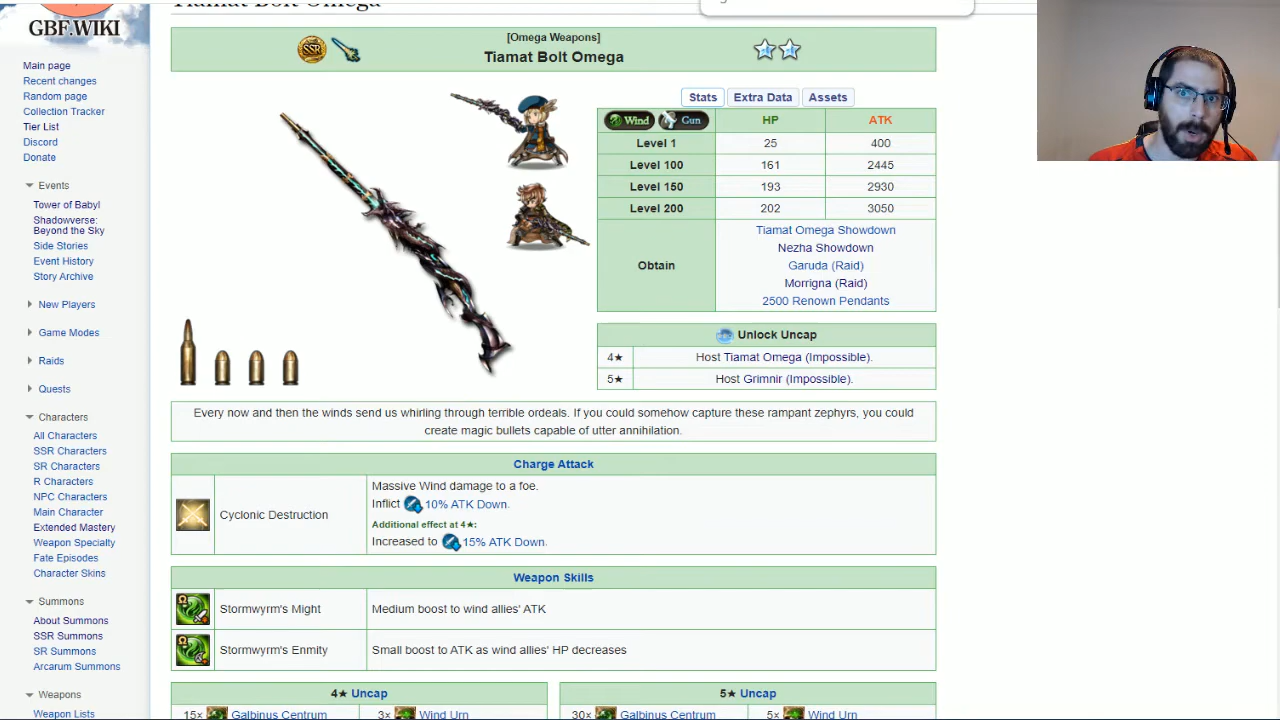 Tiamat Bolt Omega
GBF.WIKI
Main page
Recent changes
Random page
Collection Tracker
Tier List
Discord
Donate
Events
Tower of Babyl
Shadowverse:
Beyond the Sky
Side Stories
Event History
Story Archive
New Players
Game Modes
Raids
Quests
Characters
All Characters
SSR Characters
SR Characters
R Characters
NPC Characters
Main Character
Extended Mastery
Weapon Specialty
Fate Episodes
Character Skins
Summons
About Summons
SSR Summons
SR Summons
Arcarum Summons
Weapons
Weapon Lists
SSR
[Omega Weapons]
Tiamat Bolt Omega
Stats Extra Data Assets
Wind Gun HP ATK
Level 1 25 400
Level 100 161 2445
Level 150 193 2930
Level 200 202 3050
Obtain
Tiamat Omega Showdown
Nezha Showdown
Garuda (Raid)
Morrigna (Raid)
2500 Renown Pendants
Unlock Uncap
4★ Host Tiamat Omega (Impossible).
5★ Host Grimnir (Impossible).
Every now and then the winds send us whirling through terrible ordeals. If you could somehow capture these rampant zephyrs, you could
create magic bullets capable of utter annihilation.
Charge Attack
Cyclonic Destruction
Massive Wind damage to a foe.
Inflict 10% ATK Down.
Additional effect at 4★:
Increased to 15% ATK Down.
Weapon Skills
Stormwyrm's Might Medium boost to wind allies' ATK
Stormwyrm's Enmity Small boost to ATK as wind allies' HP decreases
4★ Uncap 5★ Uncap
15× Galbinus Centrum 3× Wind Urn 30× Galbinus Centrum 5× Wind Urn